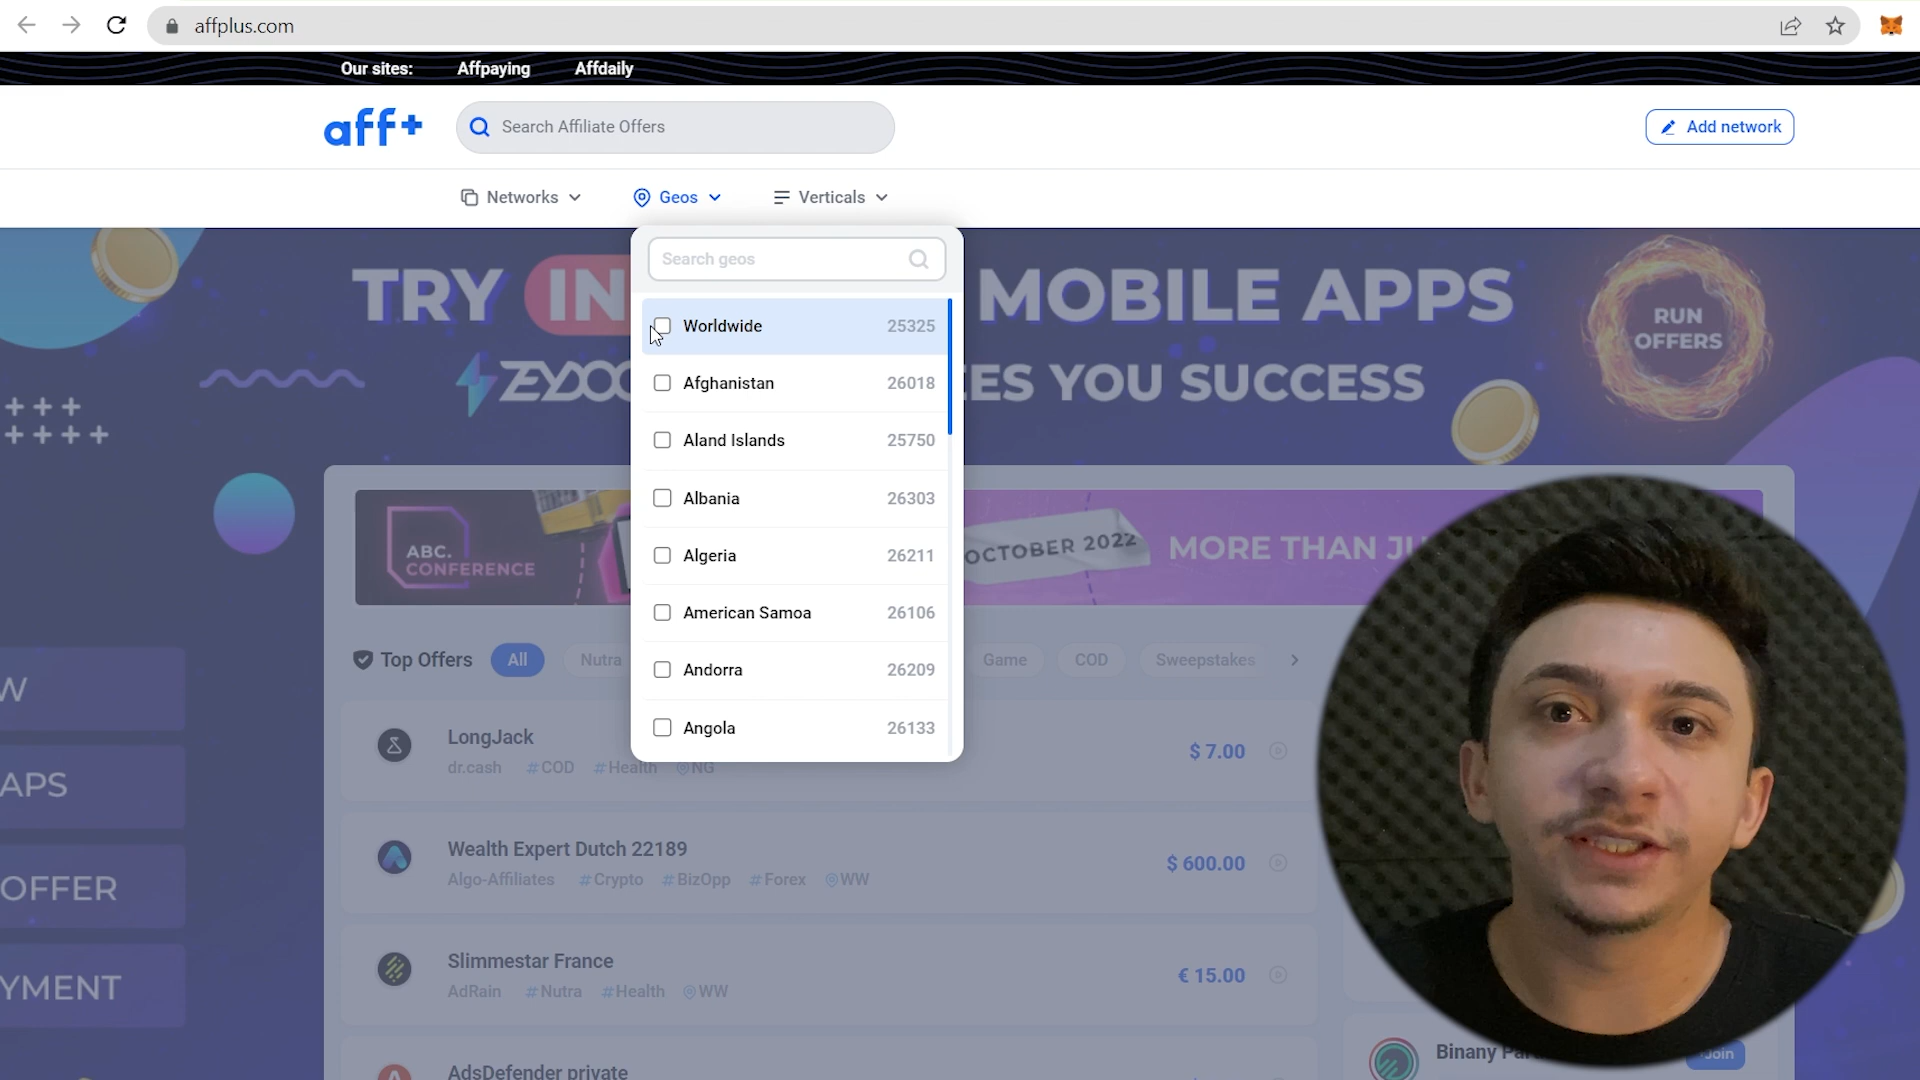 affplus.com
Our sites: Affpaying Affdaily
aff+ Search Affiliate Offers Add network
Networks Geos Verticals
Search geos
Worldwide 25325
Afghanistan 26018
Aland Islands 25750
Albania 26303
Algeria 26211
American Samoa 26106
Andorra 26209
Angola 26133
TRY IN MOBILE APPS
ES YOU SUCCESS
RUN
OFFERS
ABC.
CONFERENCE
OCTOBER 2022
MORE THAN
Top Offers All Nutra Game COD Sweepstakes
LongJack
dr.cash #COD #Health NG
$ 7.00
Wealth Expert Dutch 22189
Algo-Affiliates #Crypto #BizOpp #Forex WW
$ 600.00
Slimmestar France
AdRain #Nutra #Health WW
€ 15.00
AdsDefender private
W
APS
OFFER
YMENT
Binany
Join